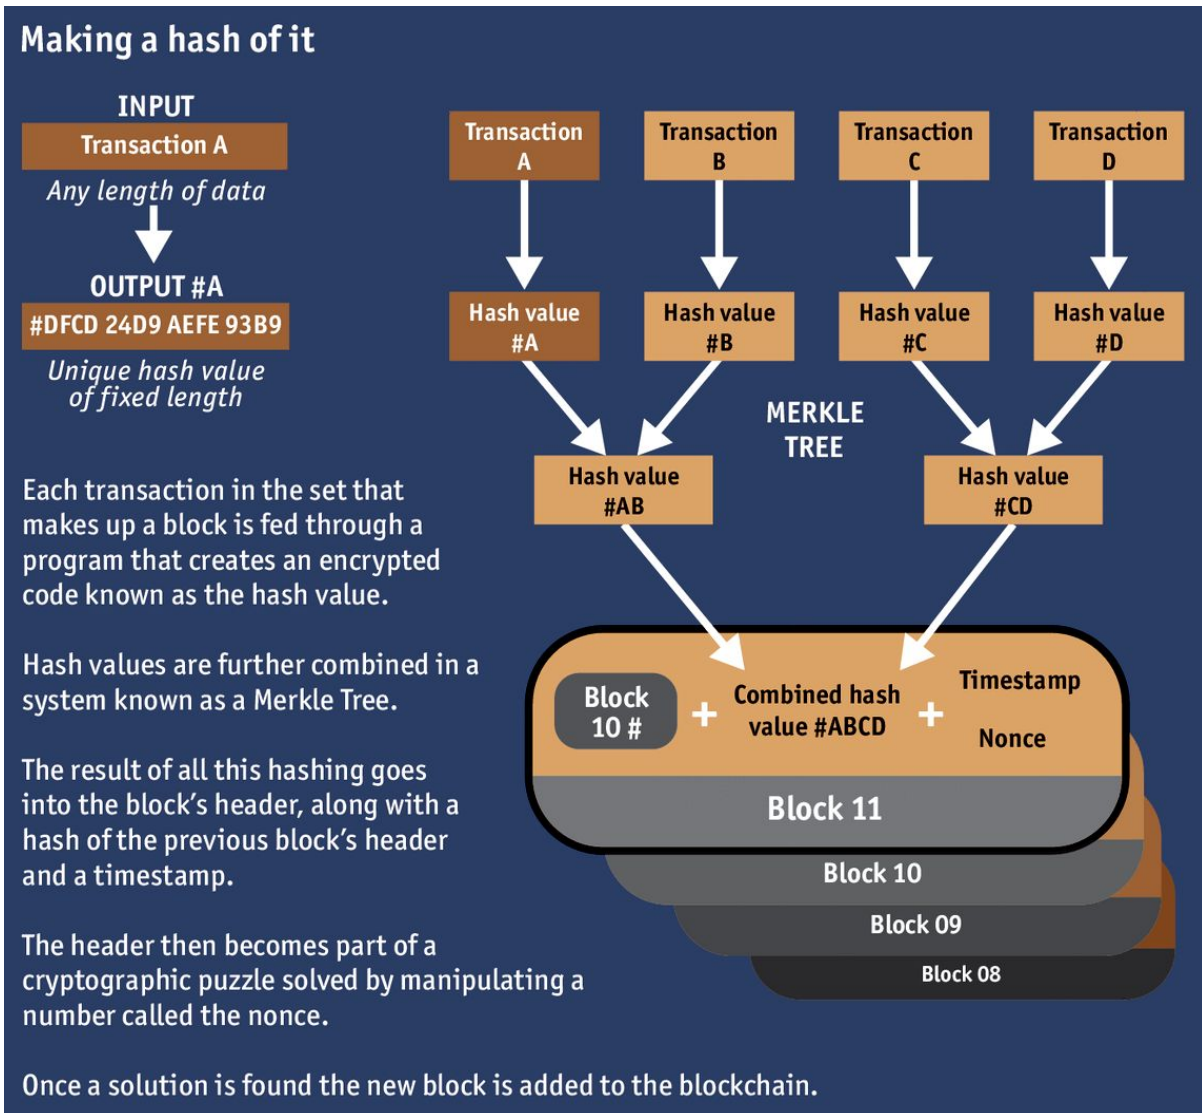 Making a hash of it
INPUT
Transaction A
Any length of data
OUTPUT #A
#DFCD 24D9 AEFE 93B9
Unique hash value
of fixed length
Each transaction in the set that
makes up a block is fed through a
program that creates an encrypted
code known as the hash value.
Hash values are further combined in a
system known as a Merkle Tree.
The result of all this hashing goes
into the block’s header, along with a
hash of the previous block’s header
and a timestamp.
The header then becomes part of a
cryptographic puzzle solved by manipulating a
number called the nonce.
Once a solution is found the new block is added to the blockchain.
Transaction
A
Transaction
B
Transaction
C
Transaction
D
Hash value
#A
Hash value
#B
Hash value
#C
Hash value
#D
MERKLE
TREE
Hash value
#AB
Hash value
#CD
Block
10 #
+
Combined hash
value #ABCD
+
Timestamp
Nonce
Block 11
Block 10
Block 09
Block 08